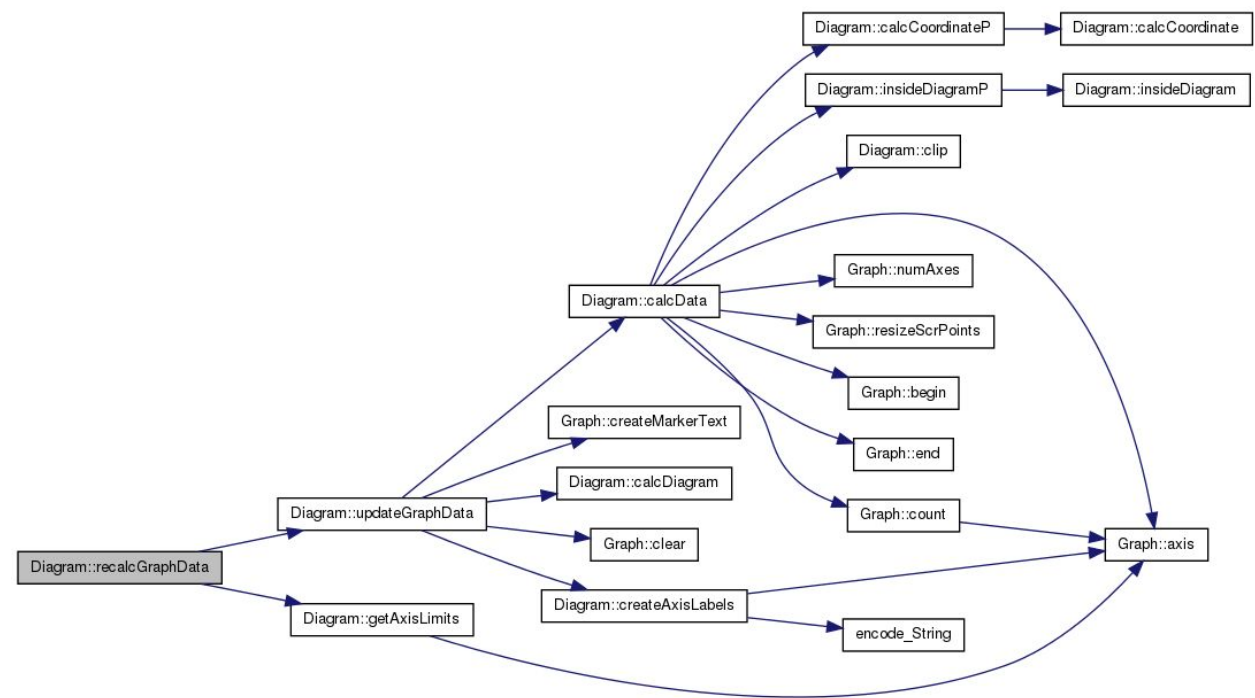 Diagram::calcCoordinateP
Diagram::calcCoordinate
Diagram::insideDiagramP
Diagram::insideDiagram
Diagram::clip
Graph::numAxes
Diagram::calcData
Graph::resizeScrPoints
Graph::begin
Graph::createMarkerText
Graph::end
Diagram::calcDiagram
Diagram::updateGraphData
Graph::count
Graph::clear
Graph::axis
Diagram::recalcGraphData
Diagram::createAxisLabels
Diagram::getAxisLimits
encode_String